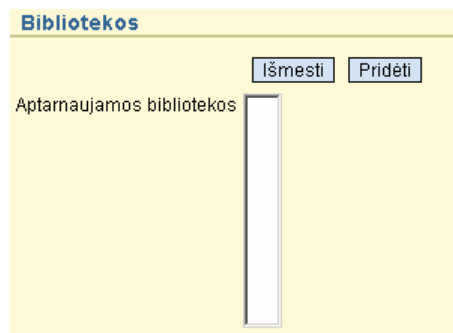 Bibliotekos
Išmesti Pridėti
Aptarnaujamos bibliotekos